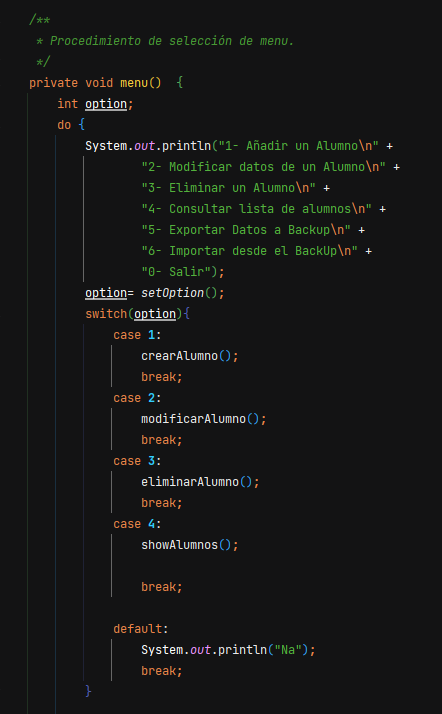 /**
 * Procedimiento de selección de menu.
 */
private void menu()  {
    int option;
    do {
        System.out.println("1- Añadir un Alumno\n" +
                "2- Modificar datos de un Alumno\n" +
                "3- Eliminar un Alumno\n" +
                "4- Consultar lista de alumnos\n" +
                "5- Exportar Datos a Backup\n" +
                "6- Importar desde el BackUp\n" +
                "0- Salir");
        option= setOption();
        switch(option){
            case 1:
                crearAlumno();
                break;
            case 2:
                modificarAlumno();
                break;
            case 3:
                eliminarAlumno();
                break;
            case 4:
                showAlumnos();

                break;

            default:
                System.out.println("Na");
                break;
        }